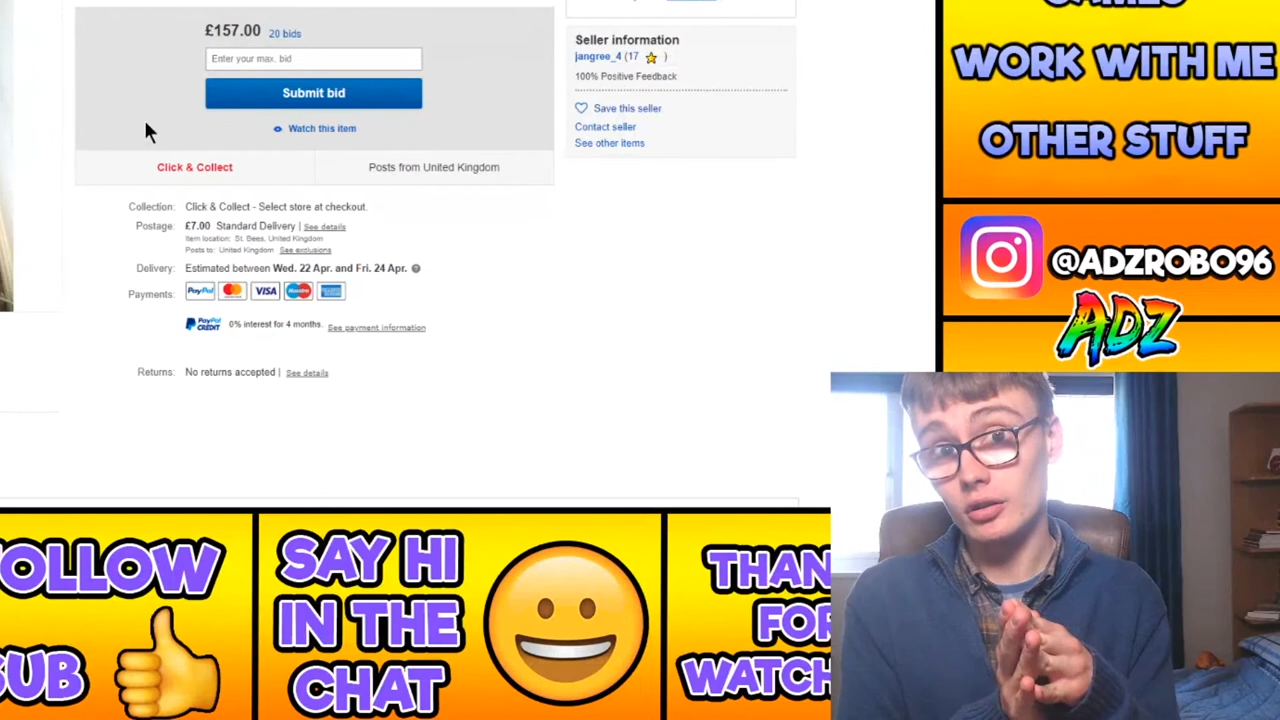 £157.00 20 bids
Enter your max. bid
Submit bid
Watch this item
Click & Collect
Posts from United Kingdom
Collection: Click & Collect - Select store at checkout.
Postage: £7.00 Standard Delivery | See details
Item location: St. Bees, United Kingdom
Posts to: United Kingdom See exclusions
Delivery: Estimated between Wed. 22 Apr. and Fri. 24 Apr.
Payments: PayPal VISA
PayPal CREDIT 0% interest for 4 months. See payment information
Returns: No returns accepted | See details
Seller information
jangree_4 (17 )
100% Positive Feedback
Save this seller
Contact seller
See other items
WORK WITH ME
OTHER STUFF
@ADZROBO96
ADZ
OLLOW
SUB
SAY HI
IN THE
CHAT
THAN
FOR
WATCH